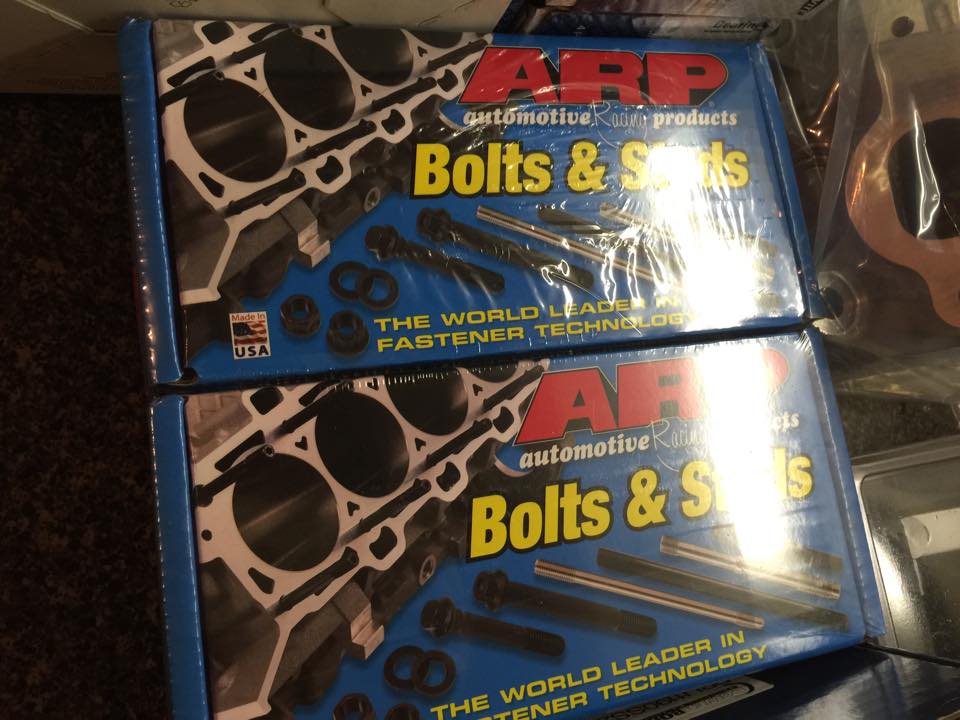 ARP
automotive Racing products
Bolts & Studs
THE WORLD LEADER IN
FASTENER TECHNOLOGY
Made In
USA
ARP
automotive Racing
Bolts & Studs
THE WORLD LEADER IN
FASTENER TECHNOLOGY